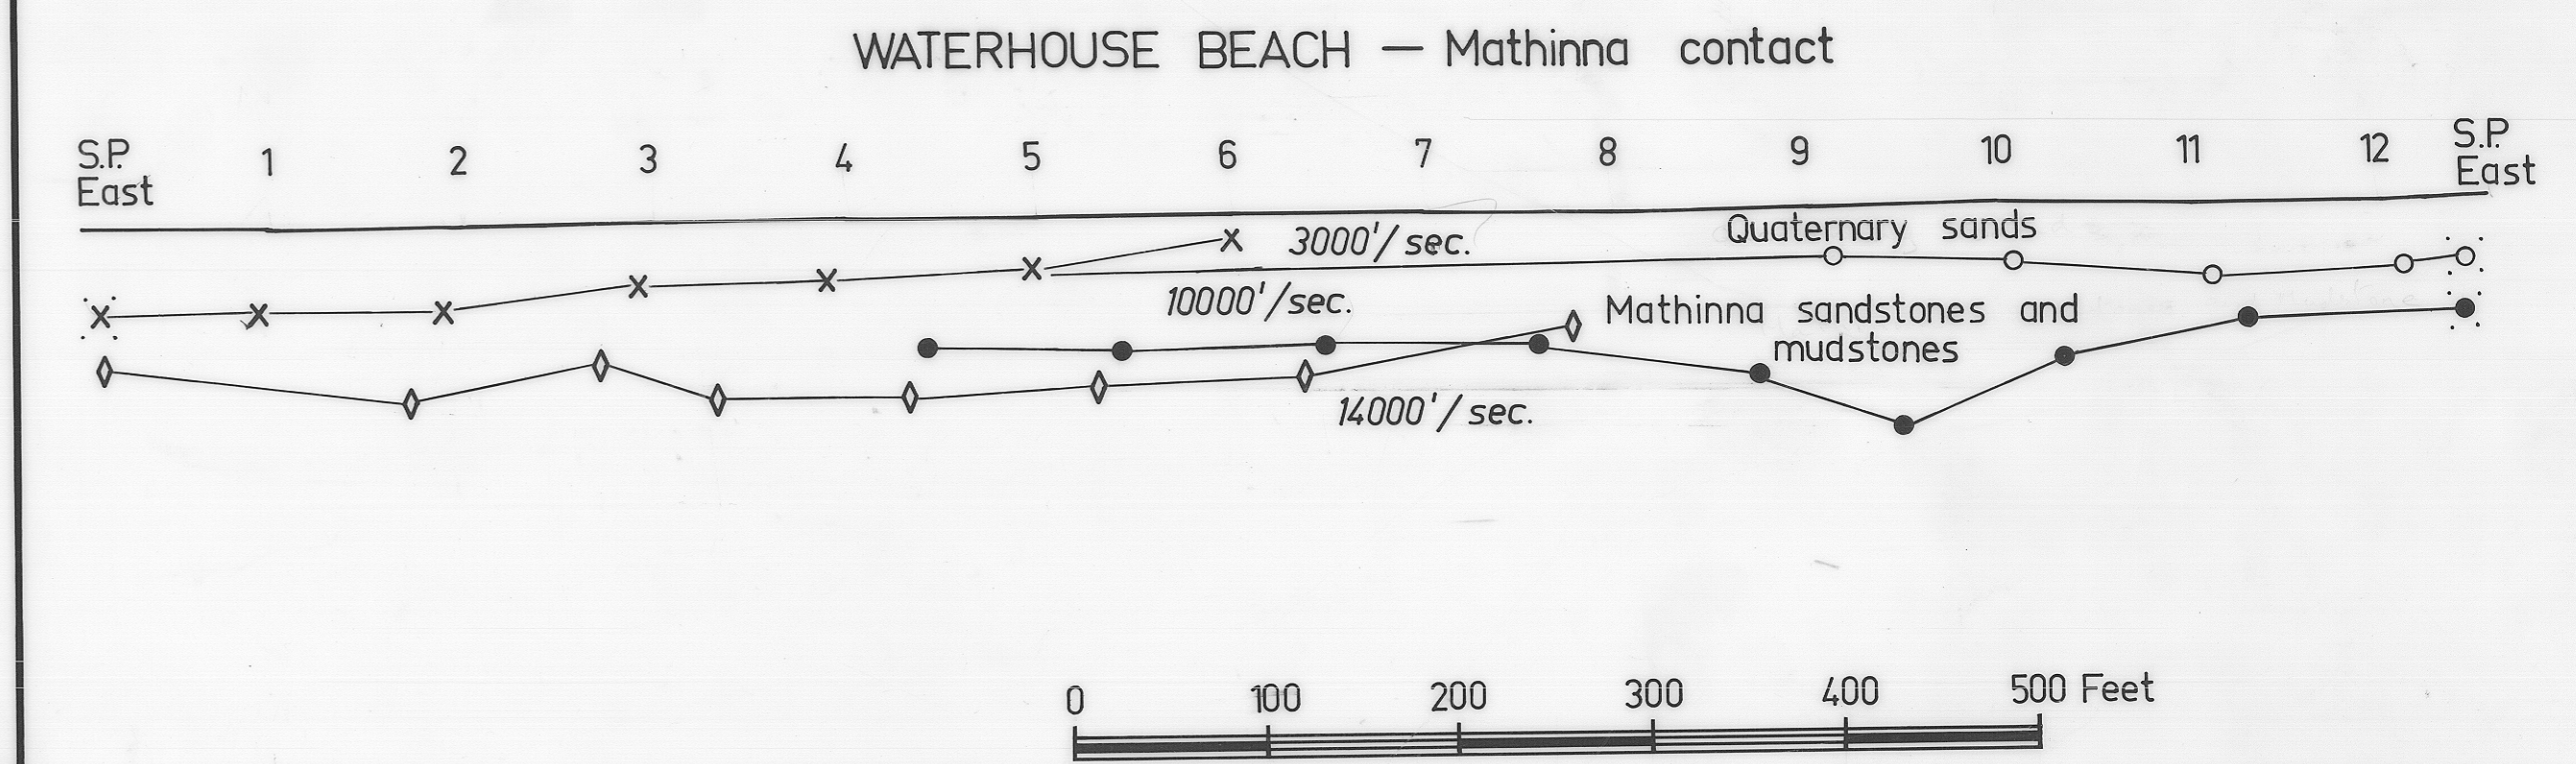 WATERHOUSE BEACH — Mathinna contact
S.P. 1 2 3 4 5 6 7 8 9 10 11 12 S.P.
East East
Quaternary sands
3000'/sec.
10000'/sec.
Mathinna sandstones and
mudstones
14000'/sec.
0 100 200 300 400 500 Feet